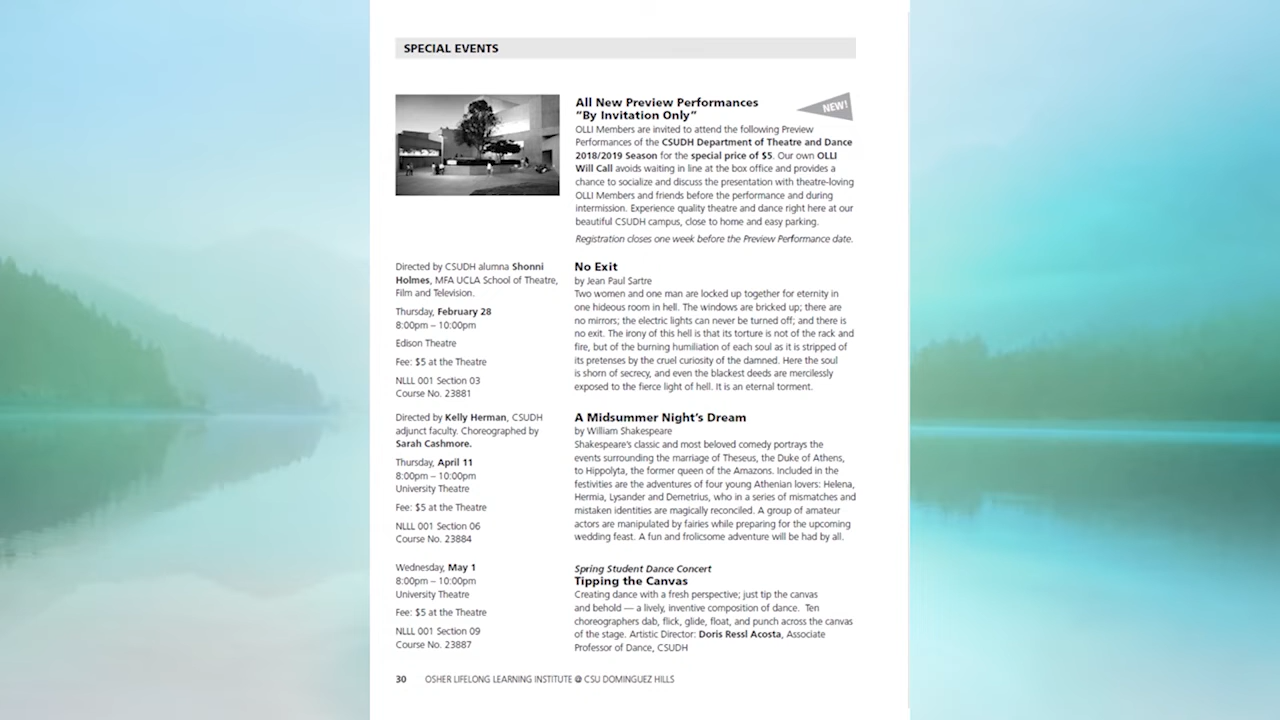 SPECIAL EVENTS
All New Preview Performances
“By Invitation Only”
NEW!
OLLI Members are invited to attend the following Preview
Performances of the CSUDH Department of Theatre and Dance
2018/2019 Season for the special price of $5. Our own OLLI
Will Call avoids waiting in line at the box office and provides a
chance to socialize and discuss the presentation with theatre-loving
OLLI Members and friends before the performance and during
intermission. Experience quality theatre and dance right here at our
beautiful CSUDH campus, close to home and easy parking.
Registration closes one week before the Preview Performance date.
Directed by CSUDH alumna Shonni
Holmes, MFA UCLA School of Theatre,
Film and Television.
Thursday, February 28
8:00pm – 10:00pm
Edison Theatre
Fee: $5 at the Theatre
NLLL 001 Section 03
Course No. 23881
No Exit
by Jean Paul Sartre
Two women and one man are locked up together for eternity in
one hideous room in hell. The windows are bricked up; there are
no mirrors; the electric lights can never be turned off; and there is
no exit. The irony of this hell is that its torture is not of the rack and
fire, but of the burning humiliation of each soul as it is stripped of
its pretenses by the cruel curiosity of the damned. Here the soul
is shorn of secrecy, and even the blackest deeds are mercilessly
exposed to the fierce light of hell. It is an eternal torment.
Directed by Kelly Herman, CSUDH
adjunct faculty. Choreographed by
Sarah Cashmore.
Thursday, April 11
8:00pm – 10:00pm
University Theatre
Fee: $5 at the Theatre
NLLL 001 Section 06
Course No. 23884
A Midsummer Night’s Dream
by William Shakespeare
Shakespeare’s classic and most beloved comedy portrays the
events surrounding the marriage of Theseus, the Duke of Athens,
to Hippolyta, the former queen of the Amazons. Included in the
festivities are the adventures of four young Athenian lovers: Helena,
Hermia, Lysander and Demetrius, who in a series of mismatches and
mistaken identities are magically reconciled. A group of amateur
actors are manipulated by fairies while preparing for the upcoming
wedding feast. A fun and frolicsome adventure will be had by all.
Wednesday, May 1
8:00pm – 10:00pm
University Theatre
Fee: $5 at the Theatre
NLLL 001 Section 09
Course No. 23887
Spring Student Dance Concert
Tipping the Canvas
Creating dance with a fresh perspective; just tip the canvas
and behold — a lively, inventive composition of dance. Ten
choreographers dab, flick, glide, float, and punch across the canvas
of the stage. Artistic Director: Doris Ressl Acosta, Associate
Professor of Dance, CSUDH
30 OSHER LIFELONG LEARNING INSTITUTE @ CSU DOMINGUEZ HILLS